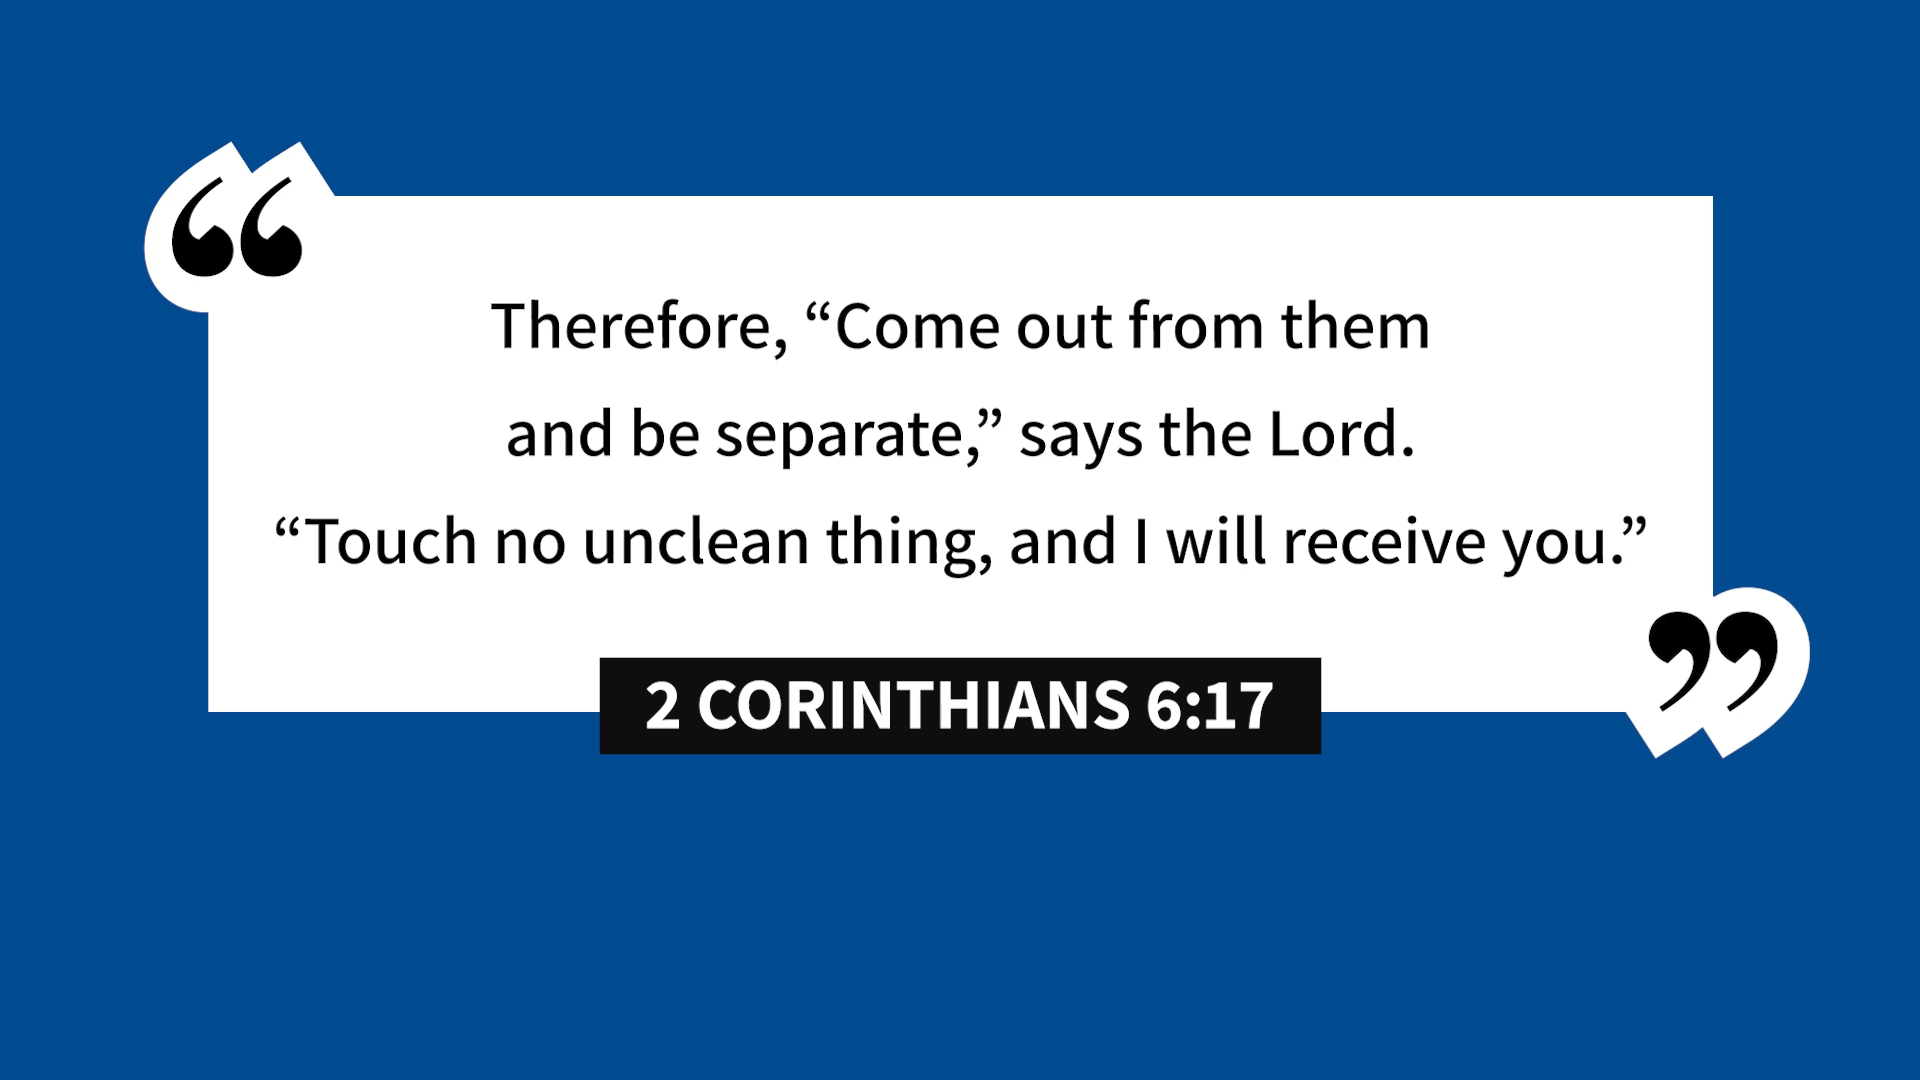 Therefore, “Come out from them
and be separate,” says the Lord.
“Touch no unclean thing, and I will receive you.”
2 CORINTHIANS 6:17